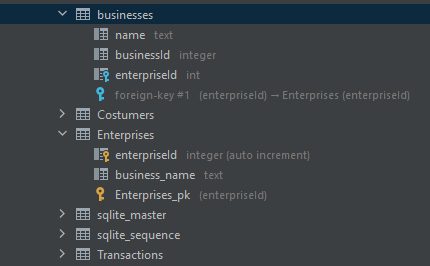 businesses
name text
businessId integer
enterpriseId int
foreign-key #1 (enterpriseId) → Enterprises (enterpriseId)
Costumers
Enterprises
enterpriseId integer (auto increment)
business_name text
Enterprises_pk (enterpriseId)
sqlite_master
sqlite_sequence
Transactions